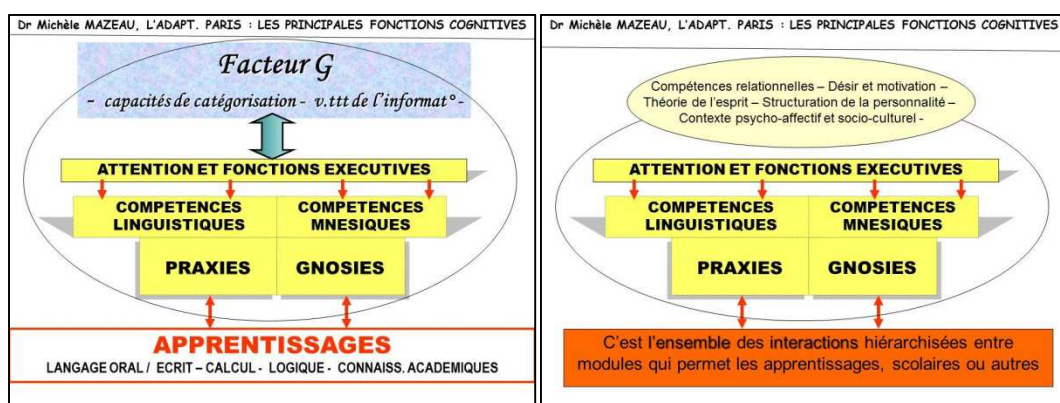 Dr Michèle MAZEAU, L'ADAPT. PARIS : LES PRINCIPALES FONCTIONS COGNITIVES
Facteur G
- capacités de catégorisation - v.ttt de l'informat° -
ATTENTION ET FONCTIONS EXECUTIVES
COMPETENCES LINGUISTIQUES
COMPETENCES MNESIQUES
PRAXIES
GNOSIES
APPRENTISSAGES
LANGAGE ORAL / ECRIT – CALCUL - LOGIQUE - CONNAISS. ACADEMIQUES
Dr Michèle MAZEAU, L'ADAPT. PARIS : LES PRINCIPALES FONCTIONS COGNITIVES
Compétences relationnelles – Désir et motivation –
Théorie de l'esprit – Structuration de la personnalité –
Contexte psycho-affectif et socio-culturel -
ATTENTION ET FONCTIONS EXECUTIVES
COMPETENCES LINGUISTIQUES
COMPETENCES MNESIQUES
PRAXIES
GNOSIES
C'est l'ensemble des interactions hiérarchisées entre
modules qui permet les apprentissages, scolaires ou autres